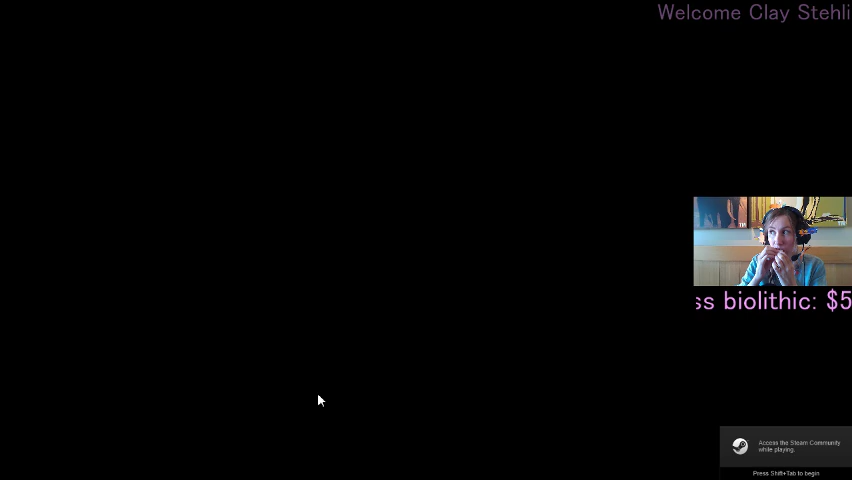 Welcome Clay Stehli
ss biolithic: $5
Access the Steam Community
while playing.
Press Shift+Tab to begin